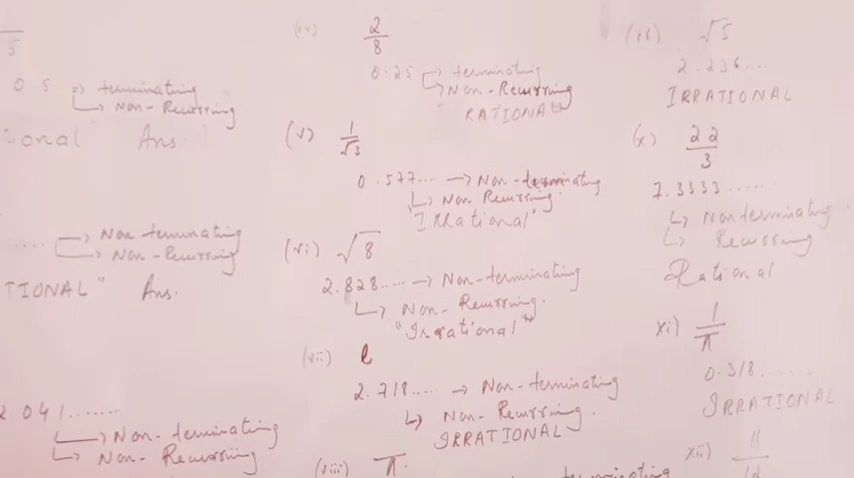 5
0.5 => terminating
↳ Non-Recurring
ional" Ans.
..... → Non terminating
→ Non-Recurring
TIONAL" Ans.
2.041.......
→ Non-terminating
↳ Non-Recurring
(iv) 2/8
0.25 → terminating
→ Non-Recurring
RATIONAL
(v) 1/√3
0.577.... → Non-terminating
↳ Non Recurring.
"IRRational"
(vi) √8
2.828..... → Non-terminating
↳ Non-Recurring.
"Irrational"
(vii) e
2.718..... → Non-terminating
↳ Non-Recurring.
IRRATIONAL
(viii) π.
terminating
√5
2.236....
IRRATIONAL
(x) 22/3
7.3333.......
↳ Non terminating
↳ Recurring
Rational
xi) 1/π
0.318.......
IRRATIONAL
xii) 11